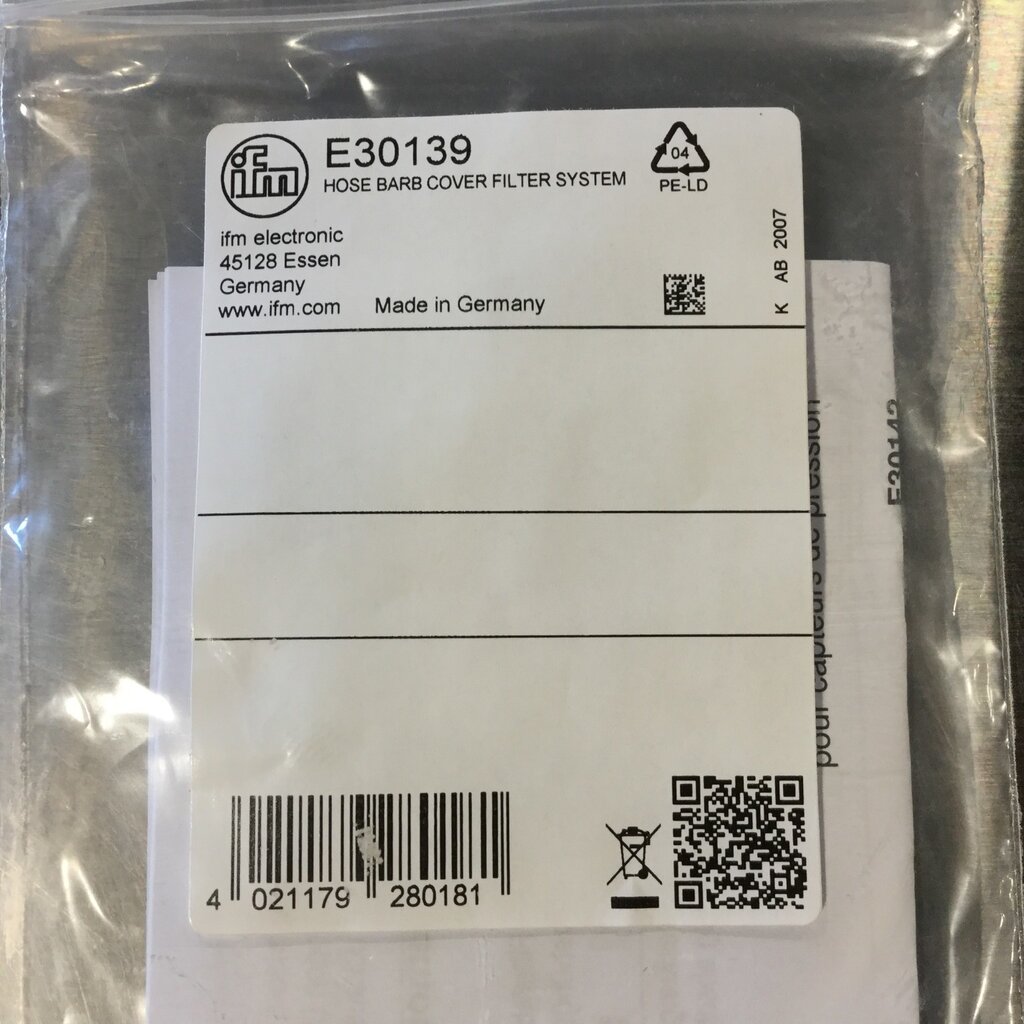 ifm
E30139
HOSE BARB COVER FILTER SYSTEM
04
PE-LD
ifm electronic
45128 Essen
Germany
www.ifm.com
Made in Germany
K AB 2007
pour capteurs de pression
E30142
4 021179 280181